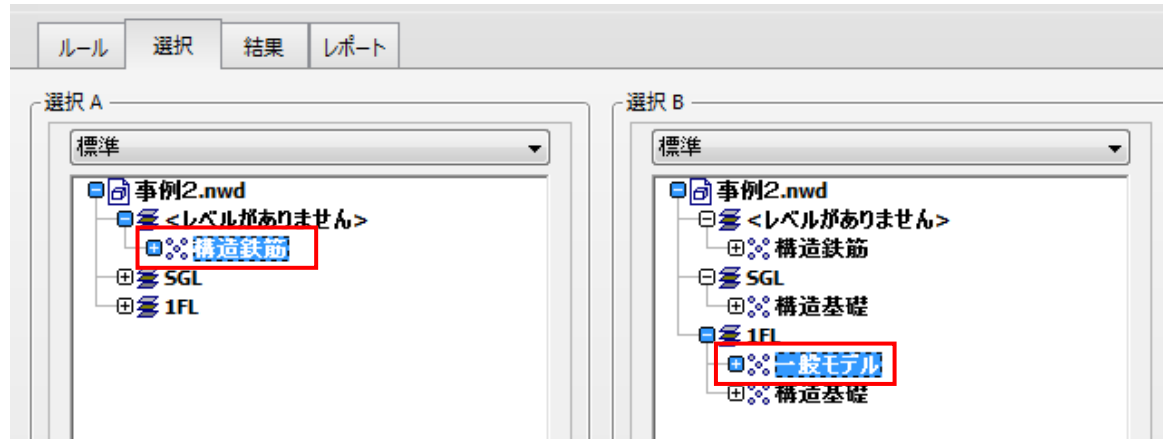 ルール 選択 結果 レポート
選択 A
標準
事例2.nwd
<レベルがありません>
構造鉄筋
SGL
1FL
選択 B
標準
事例2.nwd
<レベルがありません>
構造鉄筋
SGL
構造基礎
1FL
一般モデル
構造基礎